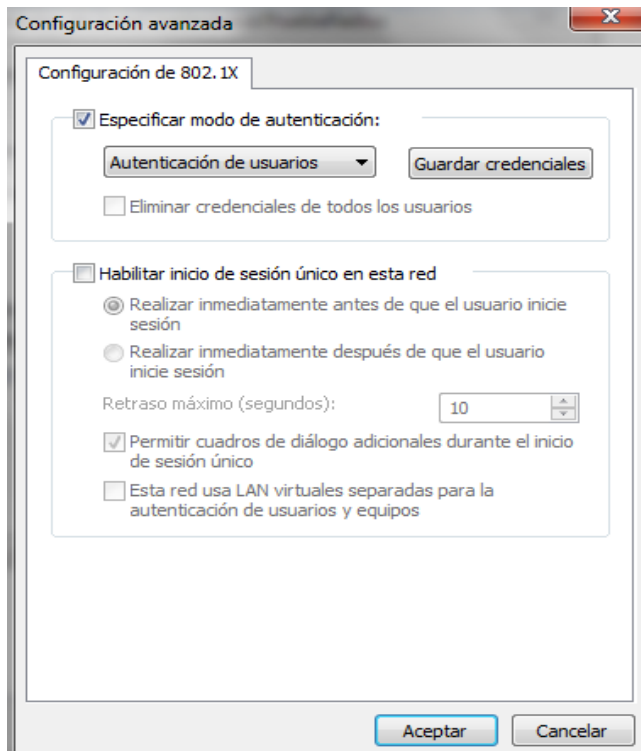 Configuración avanzada
Configuración de 802.1X
Especificar modo de autenticación:
Autenticación de usuarios
Guardar credenciales
Eliminar credenciales de todos los usuarios
Habilitar inicio de sesión único en esta red
Realizar inmediatamente antes de que el usuario inicie
sesión
Realizar inmediatamente después de que el usuario
inicie sesión
Retraso máximo (segundos):
10
Permitir cuadros de diálogo adicionales durante el inicio
de sesión único
Esta red usa LAN virtuales separadas para la
autenticación de usuarios y equipos
Aceptar
Cancelar